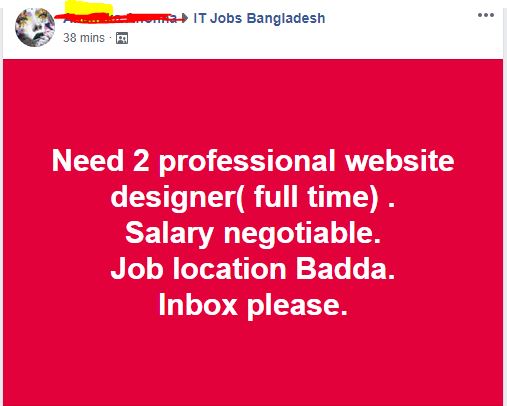 IT Jobs Bangladesh
38 mins ·
Need 2 professional website
designer( full time) .
Salary negotiable.
Job location Badda.
Inbox please.